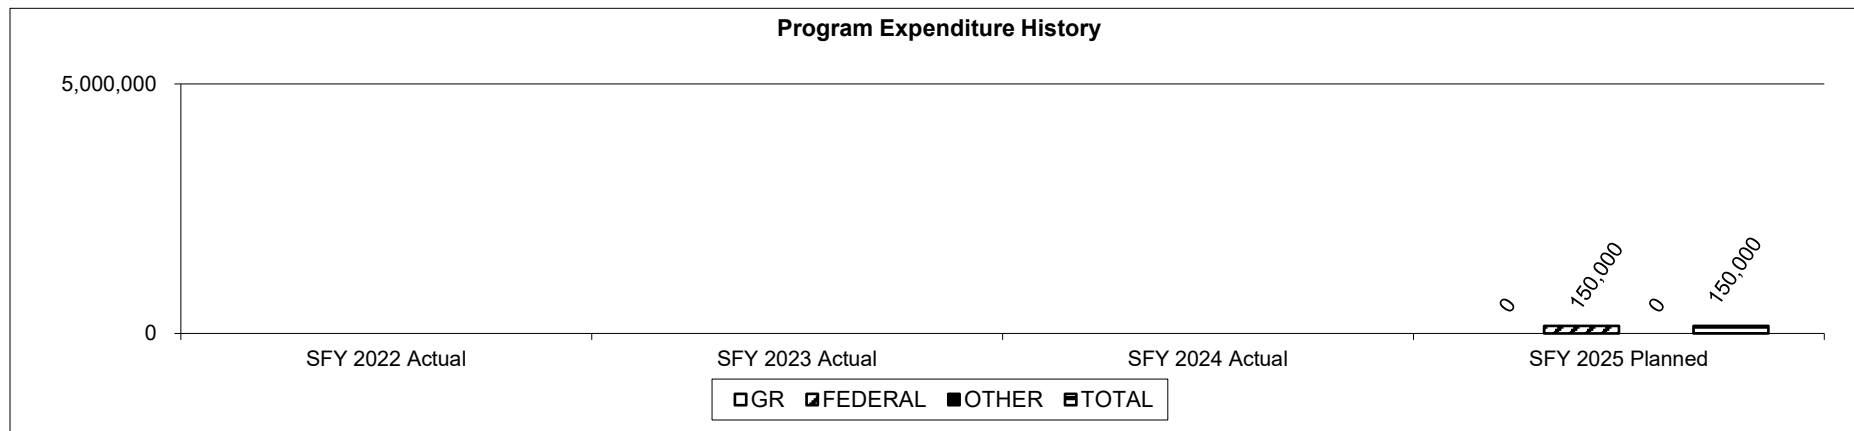 Program Expenditure History
5,000,000
0
0 150,000 0 150,000
SFY 2022 Actual SFY 2023 Actual SFY 2024 Actual SFY 2025 Planned
GR FEDERAL OTHER TOTAL